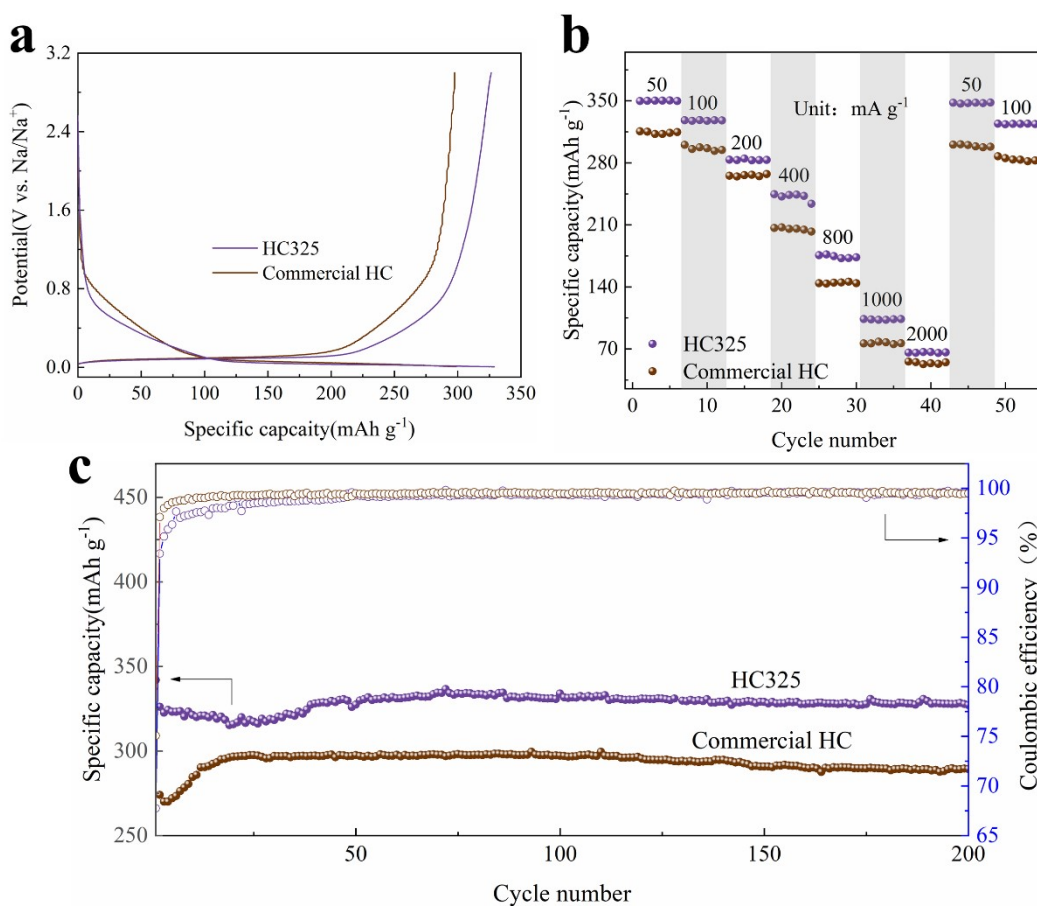 a
3.2
2.4
1.6
0.8
0.0
Potential(V vs. Na/Na⁺)
HC325
Commercial HC
0 50 100 150 200 250 300 350
Specific capcaity(mAh g⁻¹)
b
350
280
210
140
70
Specific capacity(mAh g⁻¹)
50
100
200
400
800
1000
2000
50
100
Unit：mA g⁻¹
HC325
Commercial HC
0 10 20 30 40 50
Cycle number
c
450
400
350
300
250
Specific capacity(mAh g⁻¹)
HC325
Commercial HC
100
95
90
85
80
75
70
65
Coulombic efficiency（%）
50 100 150 200
Cycle number